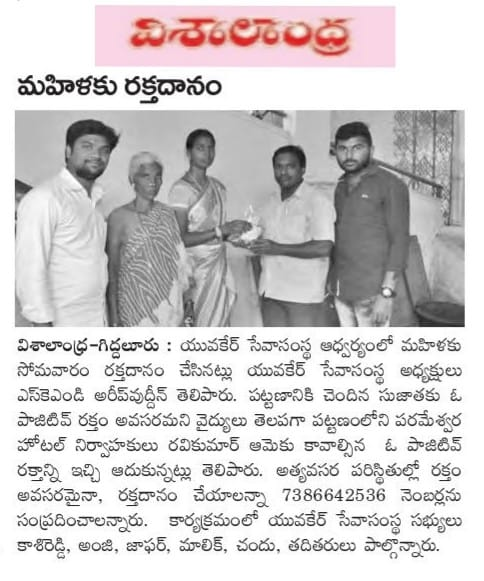 విశాలాంధ్ర
మహిళకు రక్తదానం
విశాలాంధ్ర-గిద్దలూరు : యువకేర్ సేవాసంస్థ ఆధ్వర్యంలో మహిళకు
సోమవారం రక్తదానం చేసినట్లు యువకేర్ సేవాసంస్థ అధ్యక్షులు
ఎస్‌కెఎండి అరీప్‌వుద్దీన్ తెలిపారు. పట్టణానికి చెందిన సుజాతకు ఓ
పాజిటివ్ రక్తం అవసరమని వైద్యులు తెలపగా పట్టణంలోని పరమేశ్వర
హోటల్ నిర్వాహకులు రవికుమార్ ఆమెకు కావాల్సిన ఓ పాజిటివ్
రక్తాన్ని ఇచ్చి ఆదుకున్నట్లు తెలిపారు. అత్యవసర పరిస్థితుల్లో రక్తం
అవసరమైనా, రక్తదానం చేయాలన్నా 7386642536 నెంబర్లను
సంప్రదించాలన్నారు. కార్యక్రమంలో యువకేర్ సేవాసంస్థ సభ్యులు
కాశిరెడ్డి, అంజి, జాఫర్, మాలిక్, చందు, తదితరులు పాల్గొన్నారు.